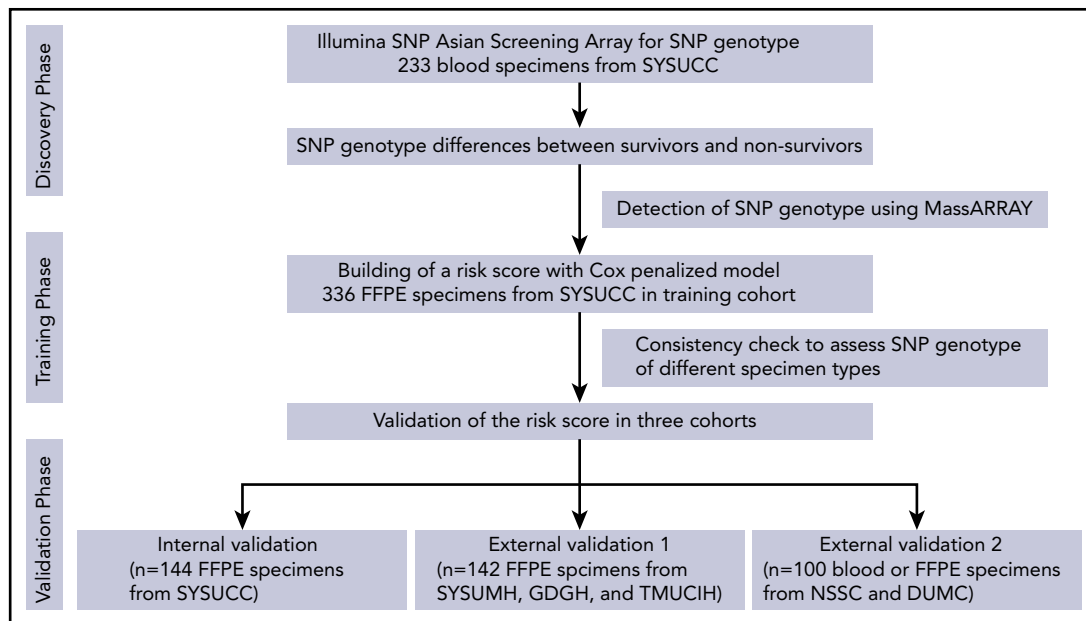 Discovery Phase
Illumina SNP Asian Screening Array for SNP genotype
233 blood specimens from SYSUCC
SNP genotype differences between survivors and non-survivors
Detection of SNP genotype using MassARRAY
Training Phase
Building of a risk score with Cox penalized model
336 FFPE specimens from SYSUCC in training cohort
Consistency check to assess SNP genotype
of different specimen types
Validation of the risk score in three cohorts
Validation Phase
Internal validation
(n=144 FFPE specimens
from SYSUCC)
External validation 1
(n=142 FFPE spcimens from
SYSUMH, GDGH, and TMUCIH)
External validation 2
(n=100 blood or FFPE specimens
from NSSC and DUMC)